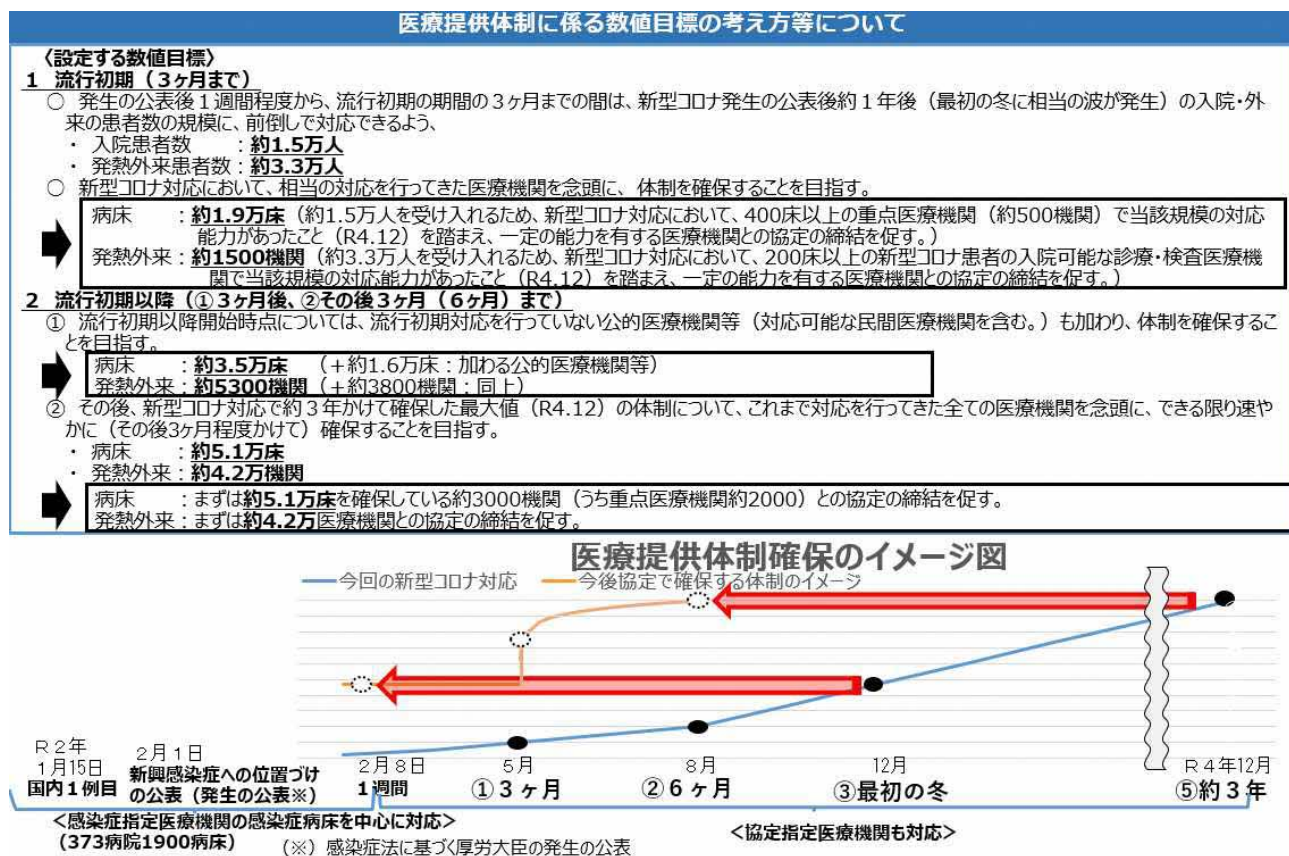 医療提供体制に係る数値目標の考え方等について
〈設定する数値目標〉
1 流行初期（3ヶ月まで）
○ 発生の公表後1週間程度から、流行初期の期間の3ヶ月までの間は、新型コロナ発生の公表後約1年後（最初の冬に相当の波が発生）の入院・外
来の患者数の規模に、前倒しで対応できるよう、
・ 入院患者数 ：約1.5万人
・ 発熱外来患者数：約3.3万人
○ 新型コロナ対応において、相当の対応を行ってきた医療機関を念頭に、体制を確保することを目指す。
病床 ：約1.9万床（約1.5万人を受け入れるため、新型コロナ対応において、400床以上の重点医療機関（約500機関）で当該規模の対応
能力があったこと（R4.12）を踏まえ、一定の能力を有する医療機関との協定の締結を促す。）
発熱外来：約1500機関（約3.3万人を受け入れるため、新型コロナ対応において、200床以上の新型コロナ患者の入院可能な診療・検査医療機
関で当該規模の対応能力があったこと（R4.12）を踏まえ、一定の能力を有する医療機関との協定の締結を促す。）
2 流行初期以降（①3ヶ月後、②その後3ヶ月（6ヶ月）まで）
① 流行初期以降開始時点については、流行初期対応を行っていない公的医療機関等（対応可能な民間医療機関を含む。）も加わり、体制を確保するこ
とを目指す。
病床 ：約3.5万床 （＋約1.6万床：加わる公的医療機関等）
発熱外来：約5300機関（＋約3800機関：同上）
② その後、新型コロナ対応で約3年かけて確保した最大値（R4.12）の体制について、これまで対応を行ってきた全ての医療機関を念頭に、できる限り速や
かに（その後3ヶ月程度かけて）確保することを目指す。
・ 病床 ：約5.1万床
・ 発熱外来：約4.2万機関
病床 ：まずは約5.1万床を確保している約3000機関（うち重点医療機関約2000）との協定の締結を促す。
発熱外来：まずは約4.2万医療機関との協定の締結を促す。
医療提供体制確保のイメージ図
今回の新型コロナ対応 今後協定で確保する体制のイメージ
R2年
1月15日
国内1例目
2月1日
新興感染症への位置づけ
の公表（発生の公表※）
2月8日
1週間
5月
①3ヶ月
8月
②6ヶ月
12月
③最初の冬
R4年12月
⑤約3年
＜感染症指定医療機関の感染症病床を中心に対応＞
（373病院1900病床）
（※）感染症法に基づく厚労大臣の発生の公表
＜協定指定医療機関も対応＞